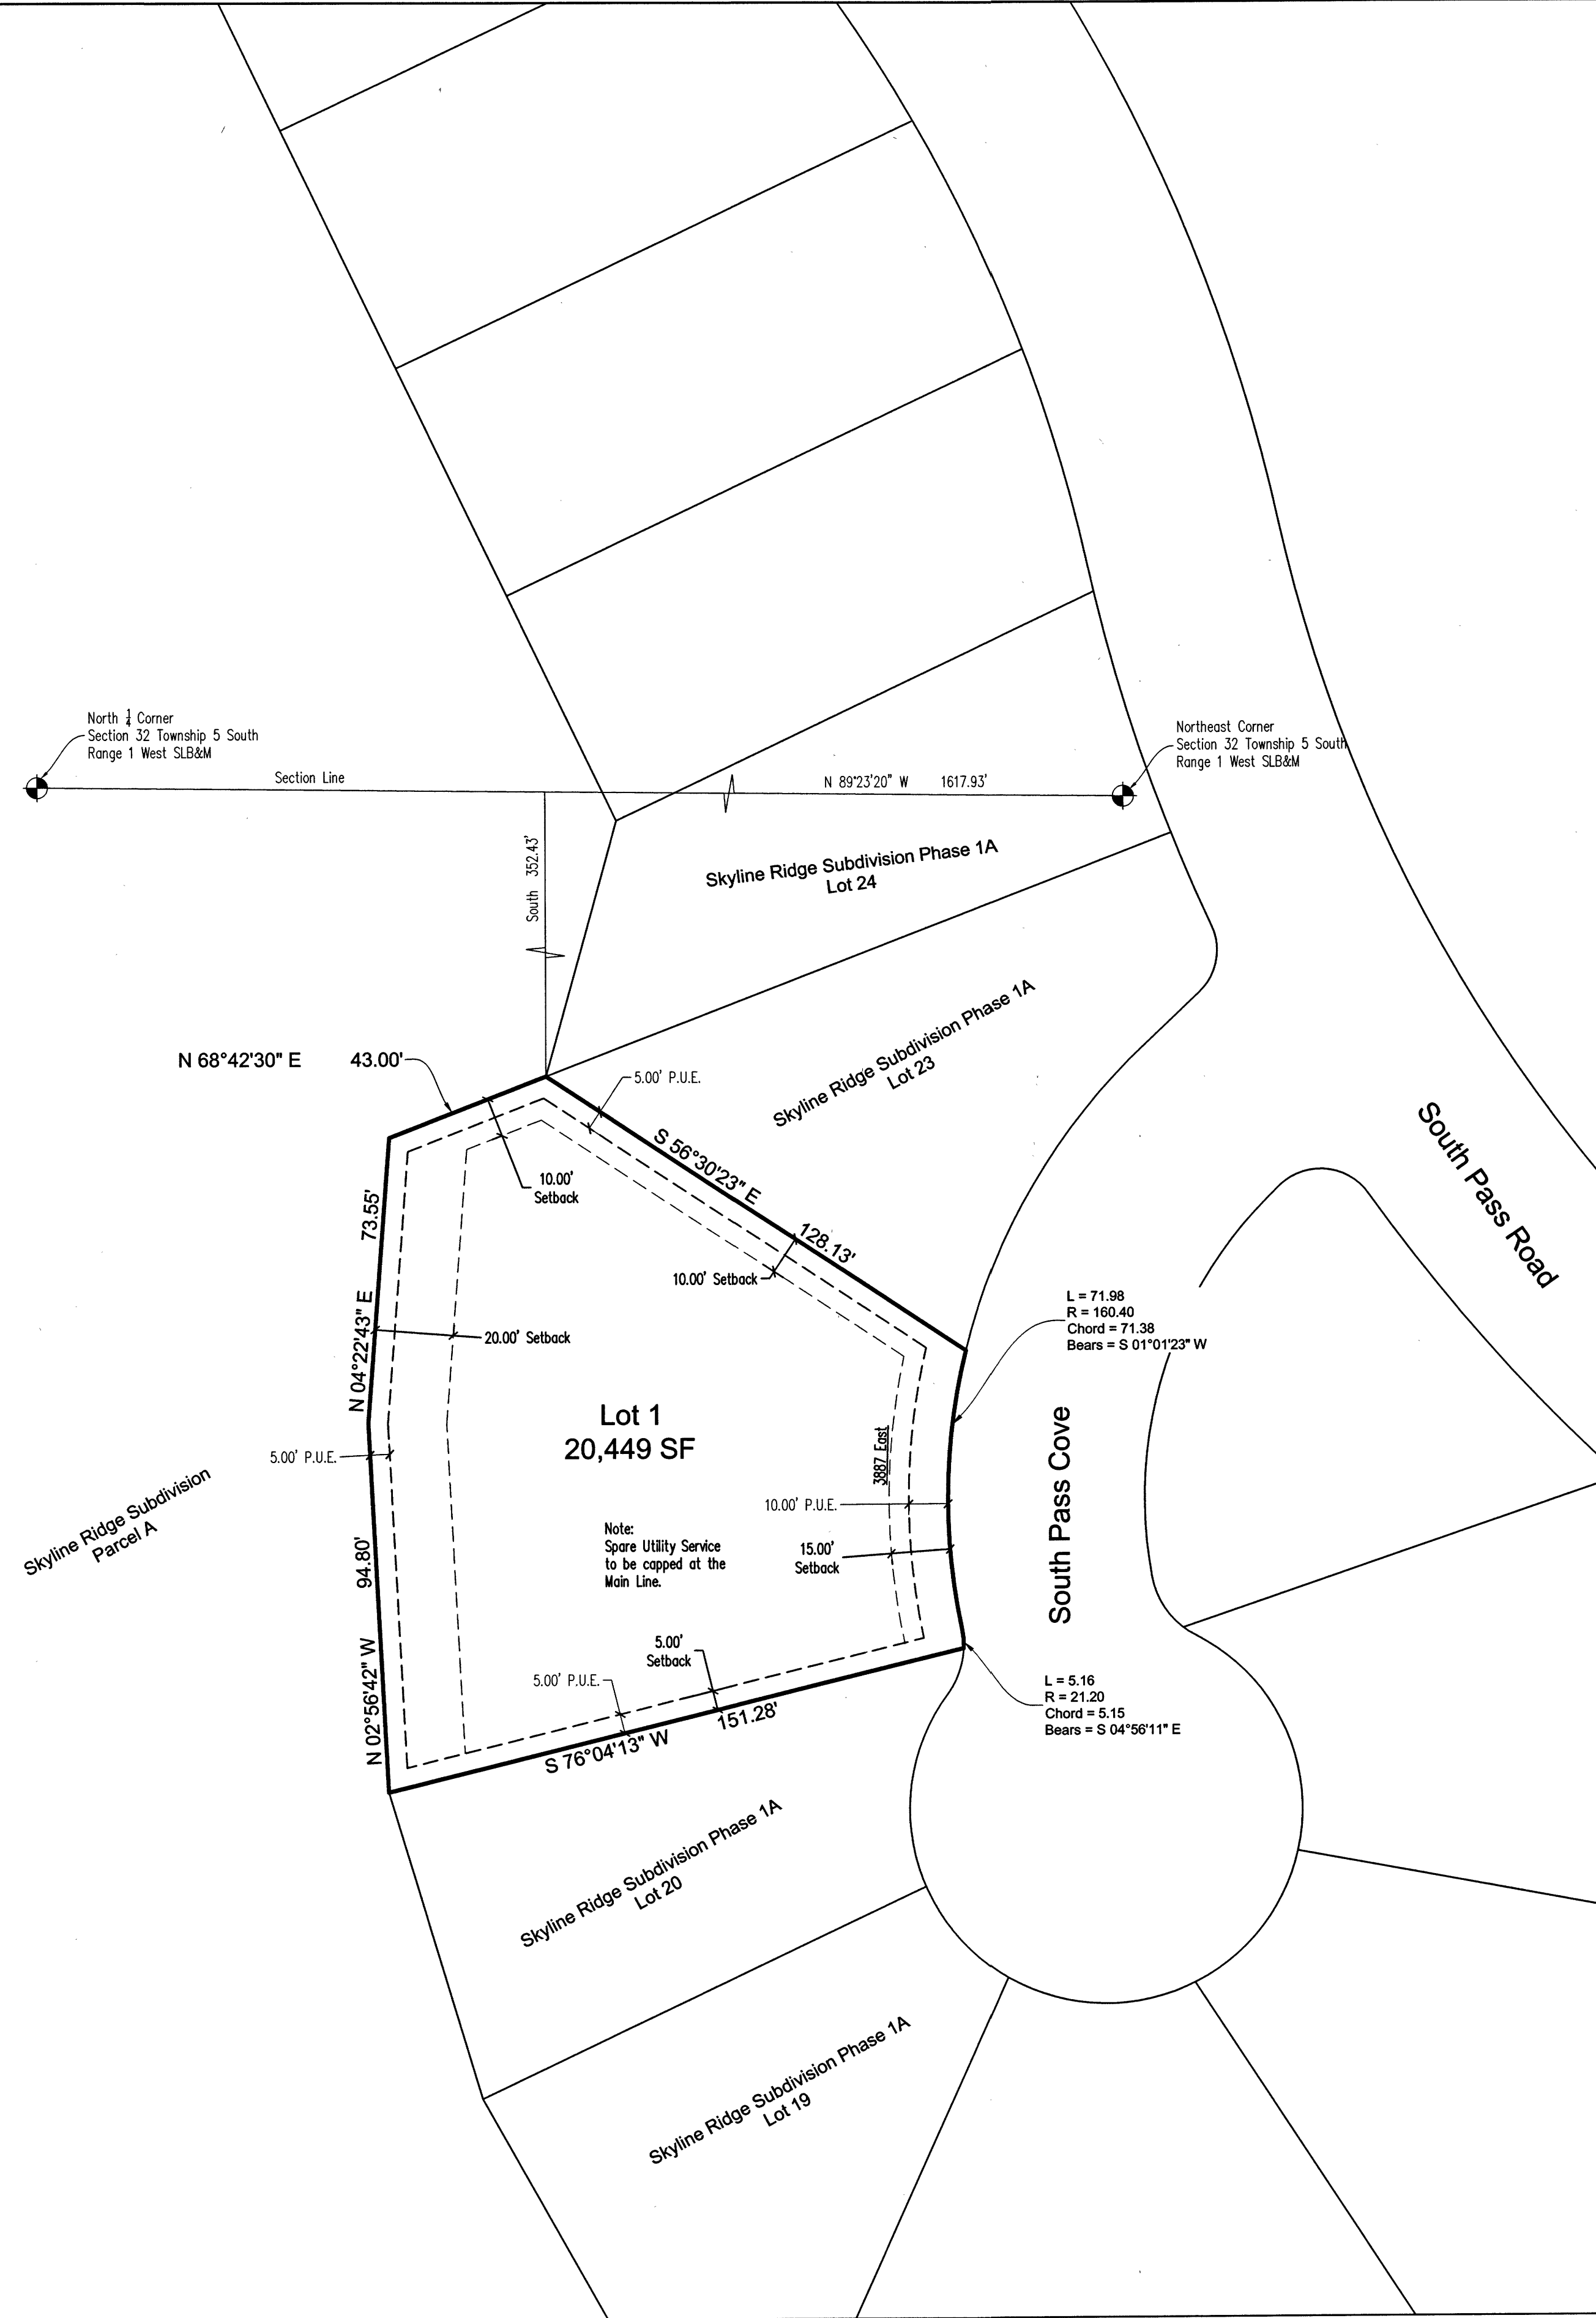 North 1/4 Corner
Section 32 Township 5 South
Range 1 West SLB&M
Northeast Corner
Section 32 Township 5 South
Range 1 West SLB&M
Section Line
N 89°23'20" W 1617.93'
South 352.43'
Skyline Ridge Subdivision Phase 1A
Lot 24
Skyline Ridge Subdivision Phase 1A
Lot 23
N 68°42'30" E 43.00'
5.00' P.U.E.
S 56°30'23" E 128.13'
10.00'
Setback
10.00' Setback
South Pass Road
N 04°22'43" E 73.55'
20.00' Setback
L = 71.98
R = 160.40
Chord = 71.38
Bears = S 01°01'23" W
Lot 1
20,449 SF
3887 East
South Pass Cove
5.00' P.U.E.
Skyline Ridge Subdivision
Parcel A
10.00' P.U.E.
Note:
Spare Utility Service
to be capped at the
Main Line.
15.00'
Setback
N 02°56'42" W 94.80'
5.00'
Setback
5.00' P.U.E.
S 76°04'13" W 151.28'
L = 5.16
R = 21.20
Chord = 5.15
Bears = S 04°56'11" E
Skyline Ridge Subdivision Phase 1A
Lot 20
Skyline Ridge Subdivision Phase 1A
Lot 19